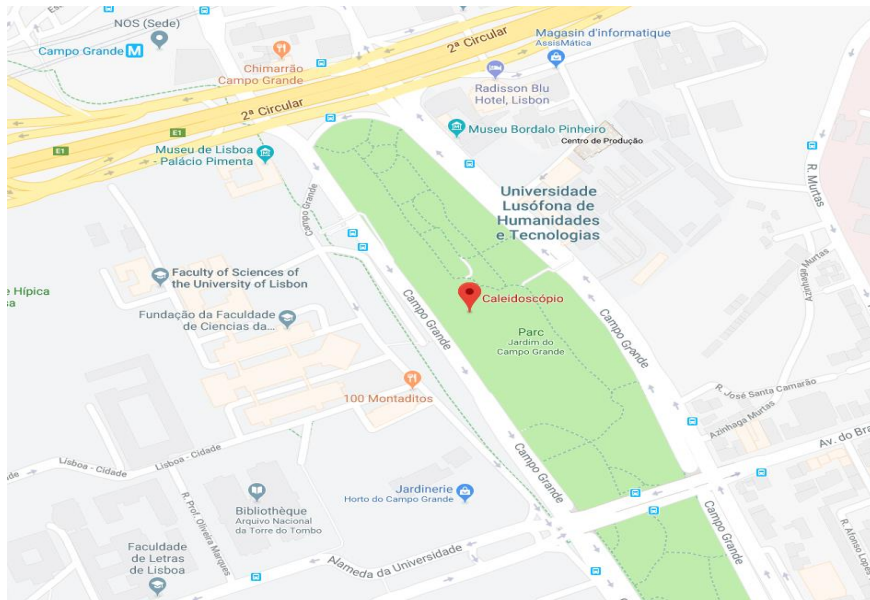 NOS (Sede)
Campo Grande M
Chimarrão
Campo Grande
2ª Circular
Magasin d'informatique
AssisMática
Radisson Blu
Hotel, Lisbon
2ª Circular
E1
E1
Museu de Lisboa
- Palácio Pimenta
Museu Bordalo Pinheiro
Centro de Produção
R. Murtas
Universidade
Lusófona de
Humanidades
e Tecnologias
Campo Grande
Azinhaga Murtas
Faculty of Sciences of
the University of Lisbon
e Hípica
sa
Caleidoscópio
Fundação da Faculdade
de Ciencias da...
Campo Grande
Parc
Jardim do
Campo Grande
Campo Grande
100 Montaditos
R. José Santa Camarão
Azinhaga Murtas
Av. do Bra
Lisboa - Cidade
Lisboa - Cidade
Campo Grande
R. Prof. Oliveira Marques
Jardinerie
Horto do Campo Grande
Bibliothèque
Arquivo Nacional
da Torre do Tombo
Campo Grande
R. Afonso Lopes
Faculdade
de Letras
de Lisboa
Alameda da Universidade